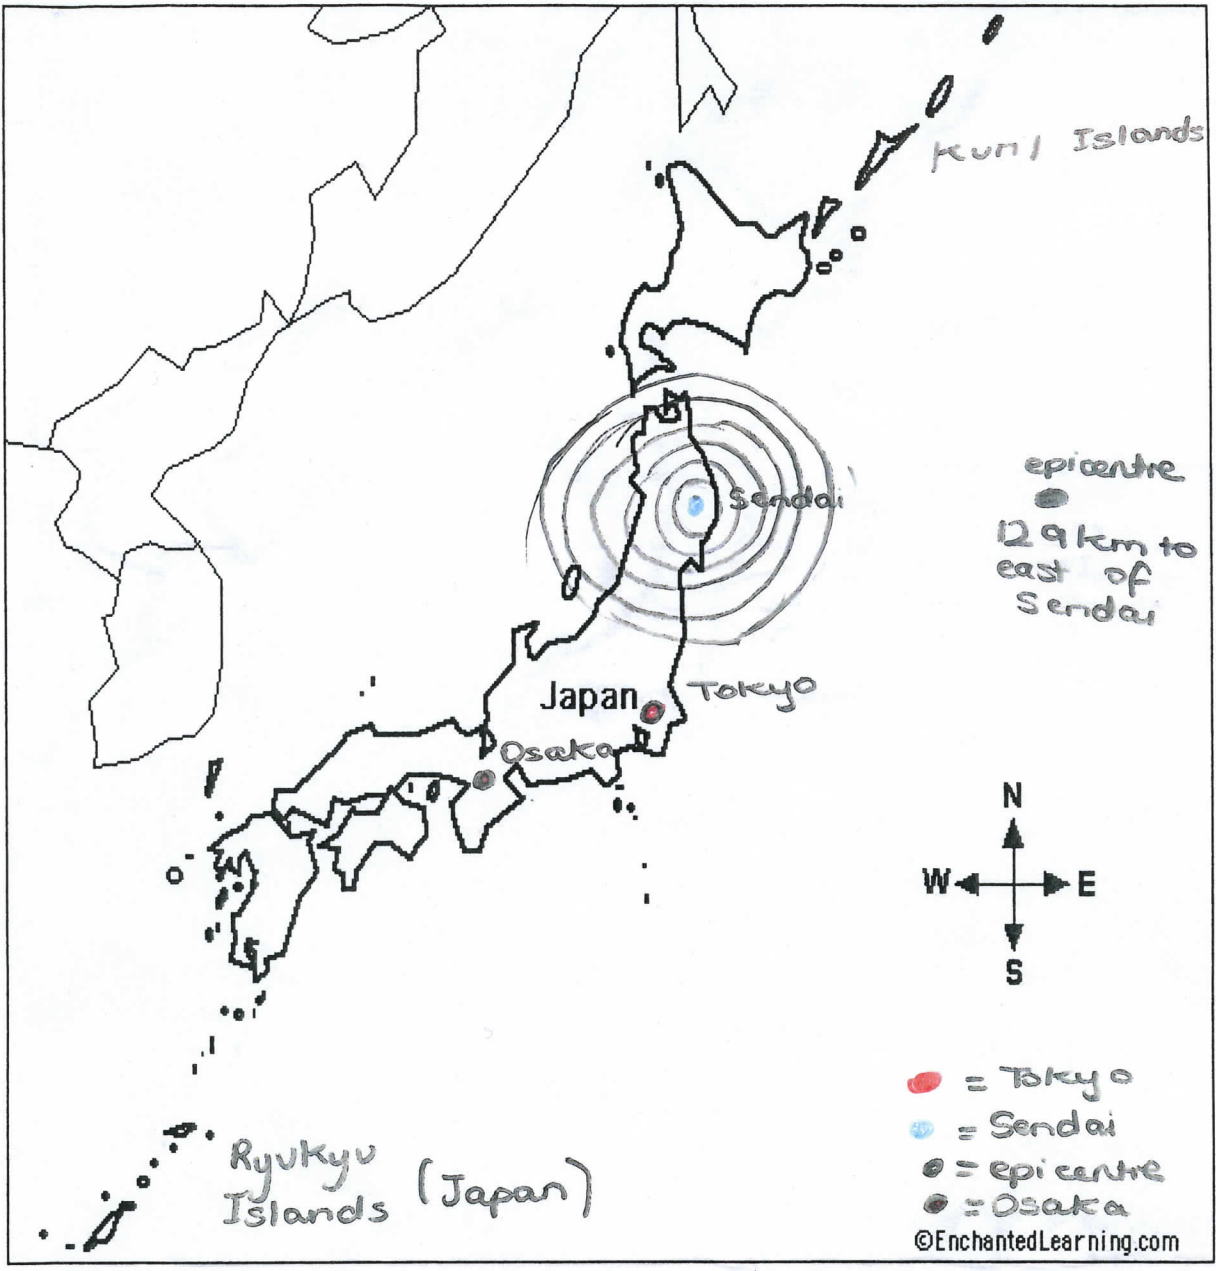 Kuril Islands
Sendai
epicentre
129km to
east of
Sendai
Japan
Tokyo
Osaka
N
W E
S
= Tokyo
= Sendai
= epicentre
= Osaka
Ryukyu
Islands (Japan)
©EnchantedLearning.com